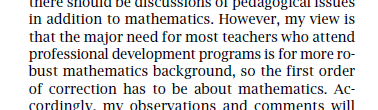 there should be discussions of pedagogical issues
in addition to mathematics. However, my view is
that the major need for most teachers who attend
professional development programs is for more ro-
bust mathematics background, so the first order
of correction has to be about mathematics. Ac-
cordingly, my observations and comments will